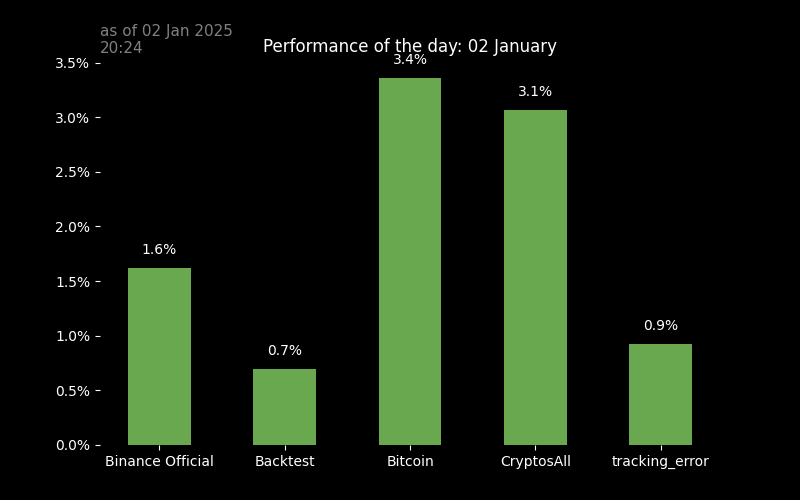 as of 02 Jan 2025
20:24
Performance of the day: 02 January
3.5%
3.0%
2.5%
2.0%
1.5%
1.0%
0.5%
0.0%
1.6%
0.7%
3.4%
3.1%
0.9%
Binance Official
Backtest
Bitcoin
CryptosAll
tracking_error